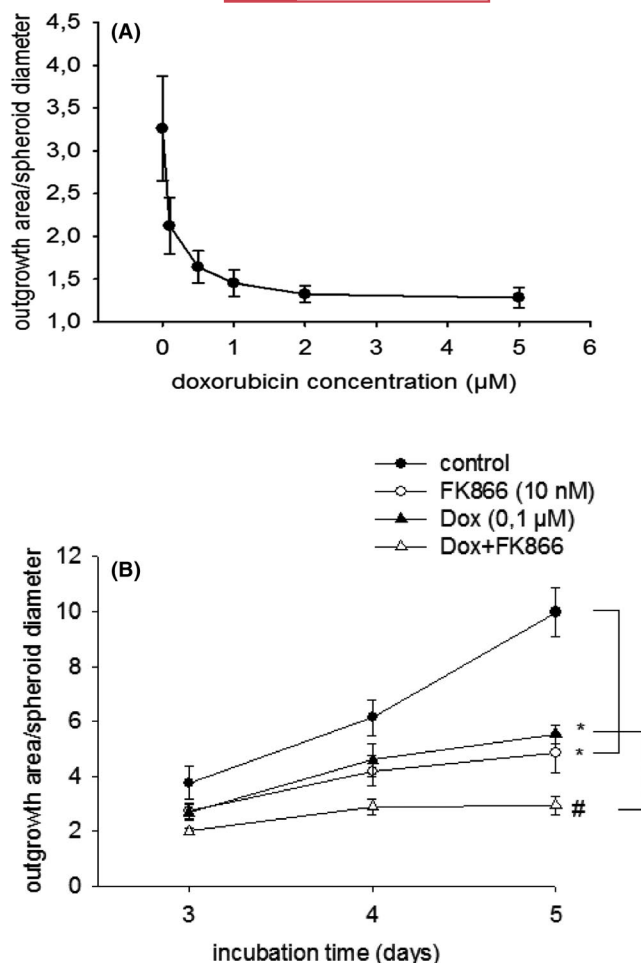 (A)
outgrowth area/spheroid diameter
4,5
4,0
3,5
3,0
2,5
2,0
1,5
1,0
0 1 2 3 4 5 6
doxorubicin concentration (µM)
control
FK866 (10 nM)
Dox (0,1 µM)
Dox+FK866
(B)
outgrowth area/spheroid diameter
12
10
8
6
4
2
0
*
*
#
3 4 5
incubation time (days)